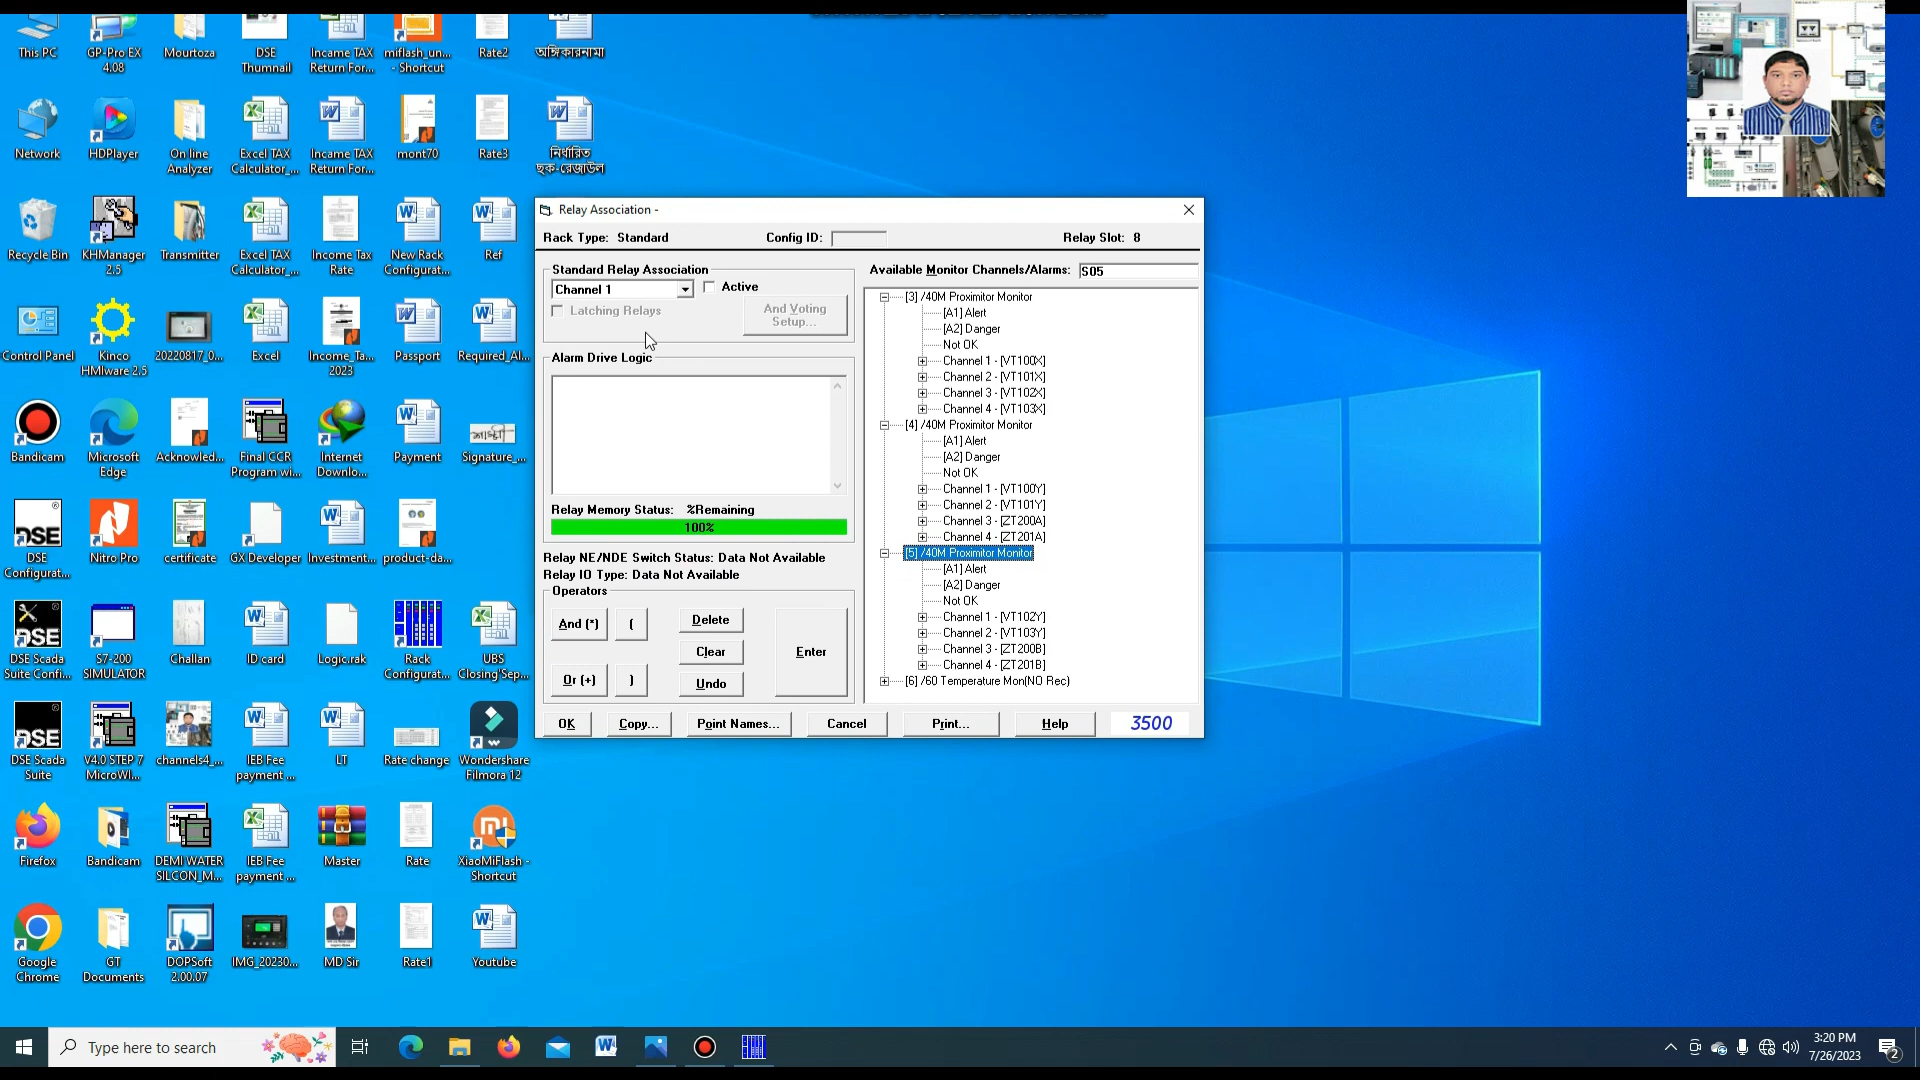 This PC
GP-Pro EX
4.08
Mourtoza
DSE
Thumnail
Incame TAX
Return For...
miflash_un...
- Shortcut
Rate2
অঙ্গিকারনামা
Network
HDPlayer
On line
Analyzer
Excel TAX
Calculator_...
Incame TAX
Return For...
mont70
Rate3
নির্ধারিত
ছক-রেজাউল
Recycle Bin
KHManager
2.5
Transmitter
Excel TAX
Calculator_...
Income Tax
Rate
New Rack
Configurat...
Ref
Control Panel
Kinco
HMIware 2.5
20220817_0...
Excel
Income_Ta...
2023
Passport
Required_Al...
Bandicam
Microsoft
Edge
Acknowled...
Final CCR
Program wi...
Internet
Downlo...
Payment
Signature_...
DSE
Configurat...
Nitro Pro
certificate
GX Developer
Investment...
product-da...
DSE Scada
Suite Confi...
S7-200
SIMULATOR
Challan
ID card
Logic.rak
Rack
Configurat...
UBS
Closing Sep...
DSE Scada
Suite
V4.0 STEP 7
MicroWI...
channels4_...
IEB Fee
payment ...
LT
Rate change
Wondershare
Filmora 12
Firefox
Bandicam
DEMI WATER
SILCON_M...
IEB Fee
payment ...
Master
Rate
XiaoMiFlash -
Shortcut
Google
Chrome
GT
Documents
DOPSoft
2.00.07
IMG_20230...
MD Sir
Rate1
Youtube
Relay Association -
Rack Type: Standard
Config ID:
Relay Slot: 8
Standard Relay Association
Channel 1
Active
Latching Relays
And Voting
Setup...
Alarm Drive Logic
Relay Memory Status: %Remaining
100%
Relay NE/NDE Switch Status: Data Not Available
Relay IO Type: Data Not Available
Operators
And (*)
(
Delete
Clear
Enter
Or (+)
)
Undo
Available Monitor Channels/Alarms: S05
[3] /40M Proximitor Monitor
[A1] Alert
[A2] Danger
Not OK
Channel 1 - [VT100X]
Channel 2 - [VT101X]
Channel 3 - [VT102X]
Channel 4 - [VT103X]
[4] /40M Proximitor Monitor
[A1] Alert
[A2] Danger
Not OK
Channel 1 - [VT100Y]
Channel 2 - [VT101Y]
Channel 3 - [ZT200A]
Channel 4 - [ZT201A]
[5] /40M Proximitor Monitor
[A1] Alert
[A2] Danger
Not OK
Channel 1 - [VT102Y]
Channel 2 - [VT103Y]
Channel 3 - [ZT200B]
Channel 4 - [ZT201B]
[6] /60 Temperature Mon(NO Rec)
OK
Copy...
Point Names...
Cancel
Print...
Help
3500
Type here to search
3:20 PM
7/26/2023
2